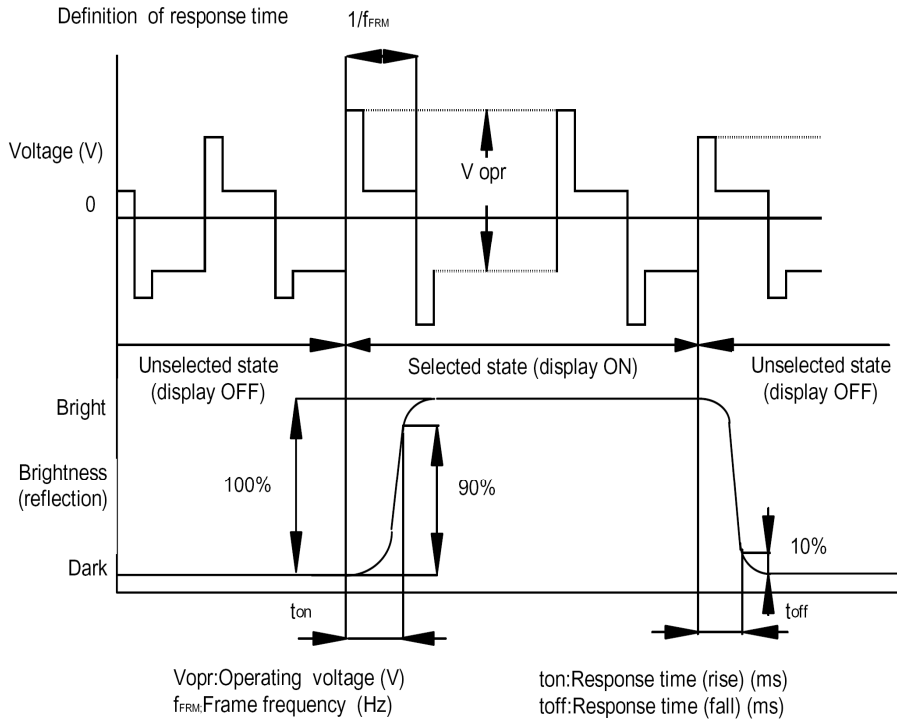 Definition of response time
1/fFRM
Voltage (V)
0
V opr
Unselected state
(display OFF)
Selected state (display ON)
Unselected state
(display OFF)
Bright
Brightness
(reflection)
Dark
100%
90%
10%
ton
toff
Vopr:Operating voltage (V)
fFRM:Frame frequency (Hz)
ton:Response time (rise) (ms)
toff:Response time (fall) (ms)